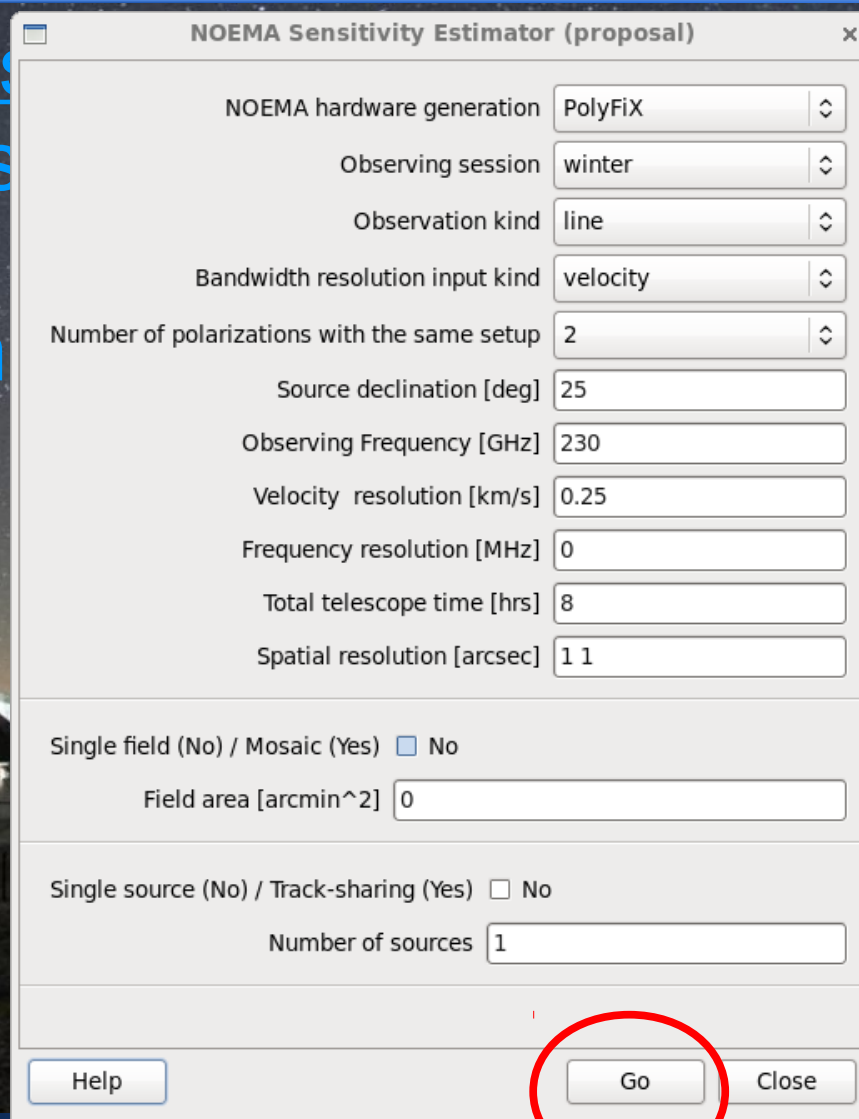 NOEMA Sensitivity Estimator (proposal)
NOEMA hardware generation PolyFiX
Observing session winter
Observation kind line
Bandwidth resolution input kind velocity
Number of polarizations with the same setup 2
Source declination [deg] 25
Observing Frequency [GHz] 230
Velocity resolution [km/s] 0.25
Frequency resolution [MHz] 0
Total telescope time [hrs] 8
Spatial resolution [arcsec] 1 1
Single field (No) / Mosaic (Yes) No
Field area [arcmin^2] 0
Single source (No) / Track-sharing (Yes) No
Number of sources 1
Help Go Close